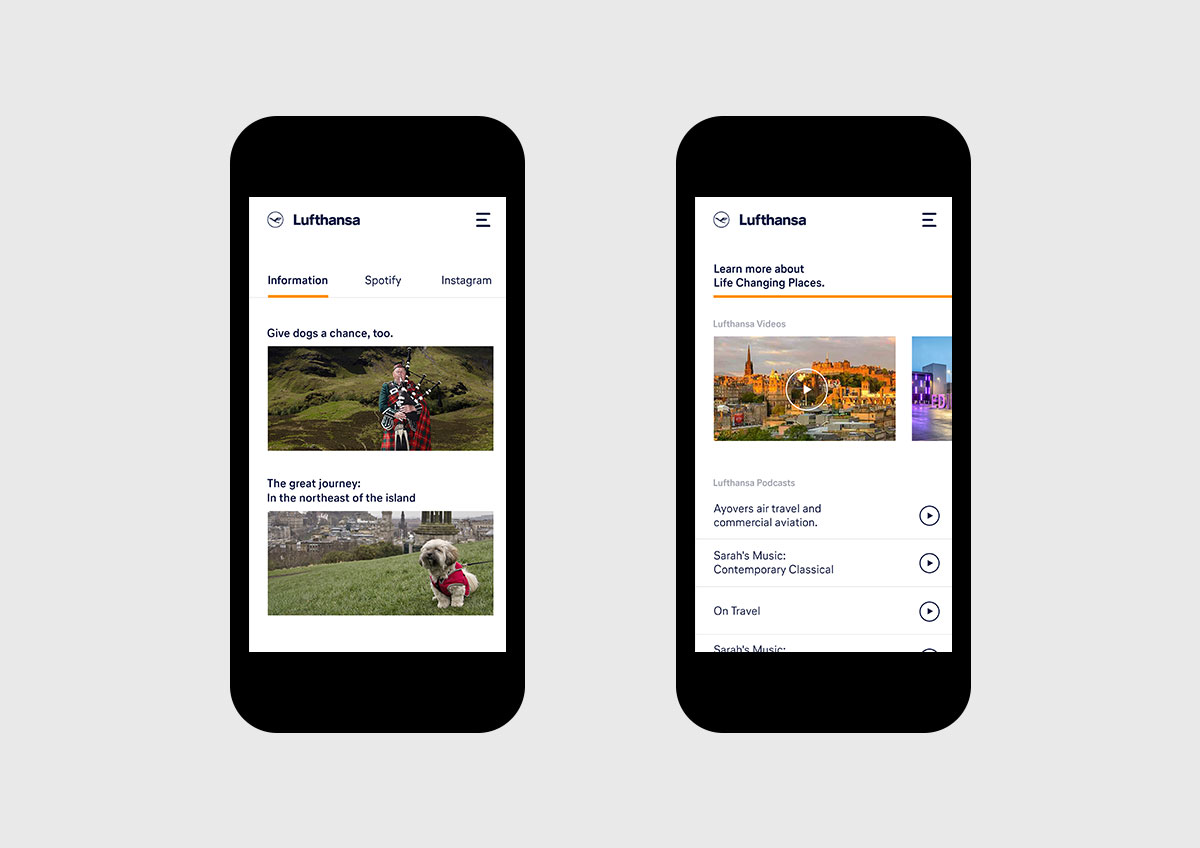 Lufthansa
Information
Spotify
Instagram
Give dogs a chance, too.
The great journey:
In the northeast of the island
Lufthansa
Learn more about
Life Changing Places.
Lufthansa Videos
Lufthansa Podcasts
Ayovers air travel and
commercial aviation.
Sarah's Music:
Contemporary Classical
On Travel
Sarah's Music: